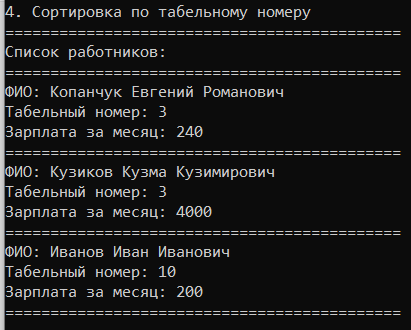 4. Сортировка по табельному номеру
============================================
Список работников:
============================================
ФИО: Копанчук Евгений Романович
Табельный номер: 3
Зарплата за месяц: 240
============================================
ФИО: Кузиков Кузма Кузимирович
Табельный номер: 3
Зарплата за месяц: 4000
============================================
ФИО: Иванов Иван Иванович
Табельный номер: 10
Зарплата за месяц: 200
============================================